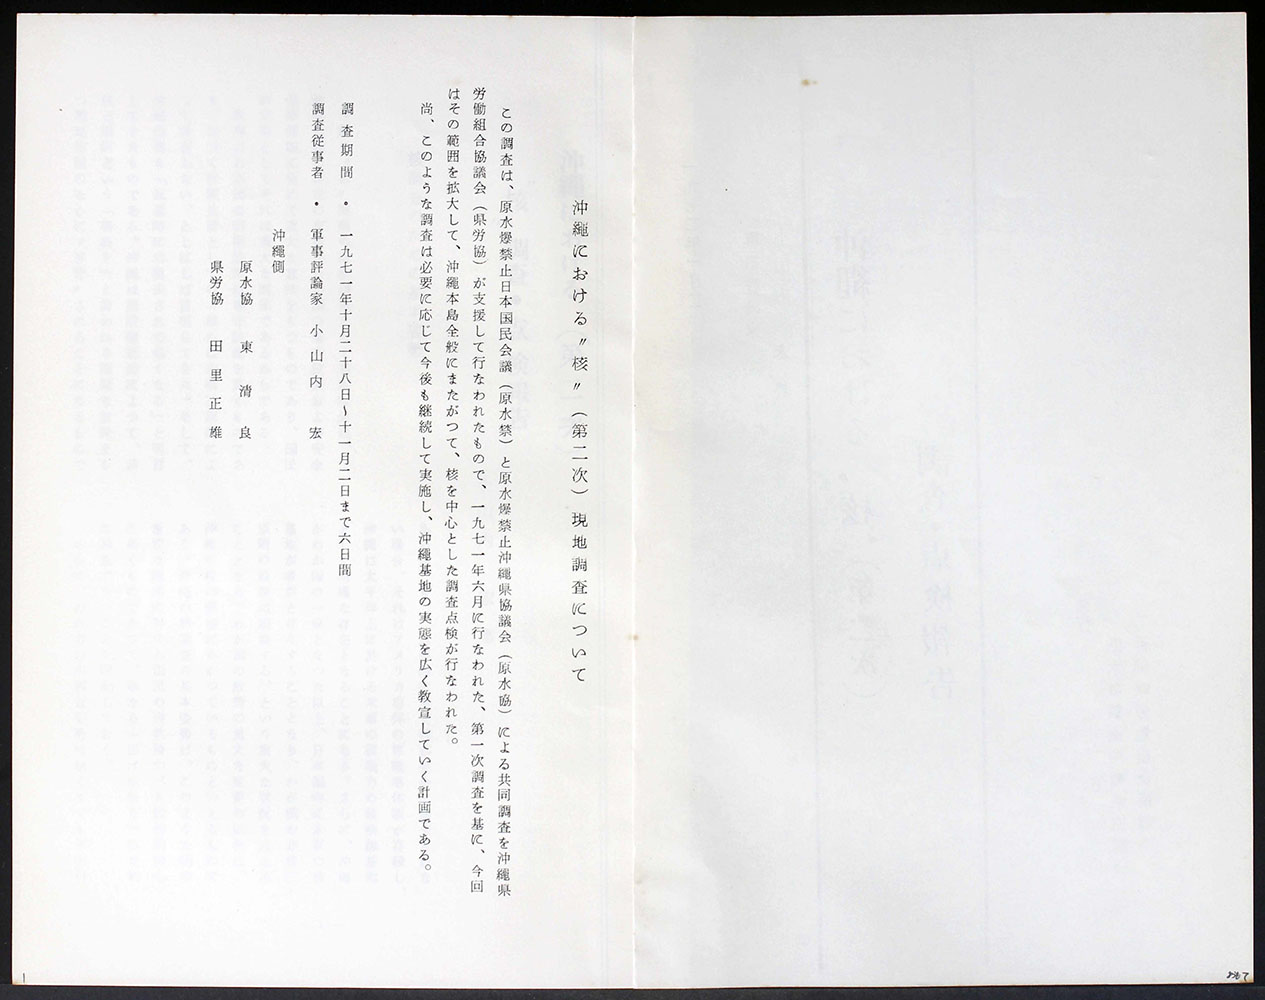 沖縄における〃核〃（第二次）現地調査について
この調査は、原水爆禁止日本国民会議（原水禁）と原水爆禁止沖縄県協議会（原水協）による共同調査を沖縄県
労働組合協議会（県労協）が支援して行なわれたもので、一九七一年六月に行なわれた、第一次調査を基に、今回
はその範囲を拡大して、沖縄本島全般にまたがつて、核を中心とした調査点検が行なわれた。
尚、このような調査は必要に応じて今後も継続して実施し、沖縄基地の実態を広く教宣していく計画である。
調査期間・一九七一年十月二十八日〜十一月二日まで六日間
調査従事者・軍事評論家 小山内 宏
沖縄側
原水協 東 清良
県労協 田里正雄
1